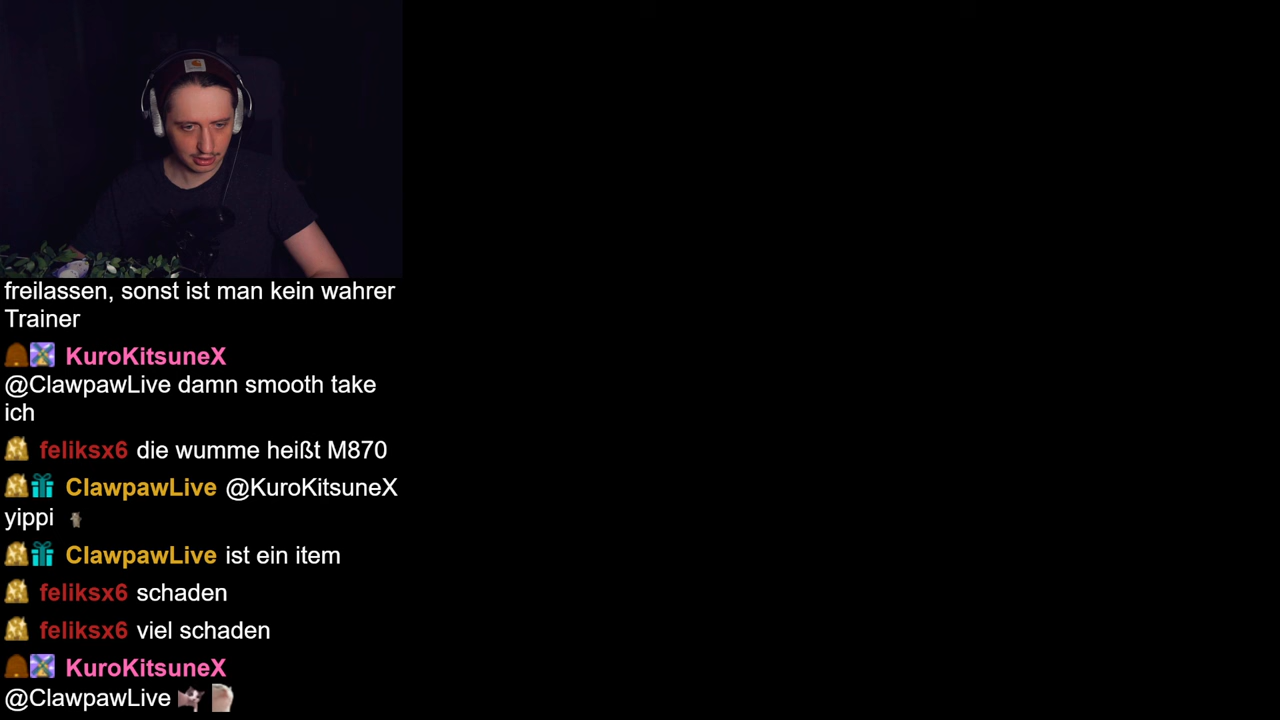 freilassen, sonst ist man kein wahrer
Trainer
KuroKitsuneX
@ClawpawLive damn smooth take
ich
feliksx6 die wumme heißt M870
ClawpawLive @KuroKitsuneX
yippi
ClawpawLive ist ein item
feliksx6 schaden
feliksx6 viel schaden
KuroKitsuneX
@ClawpawLive